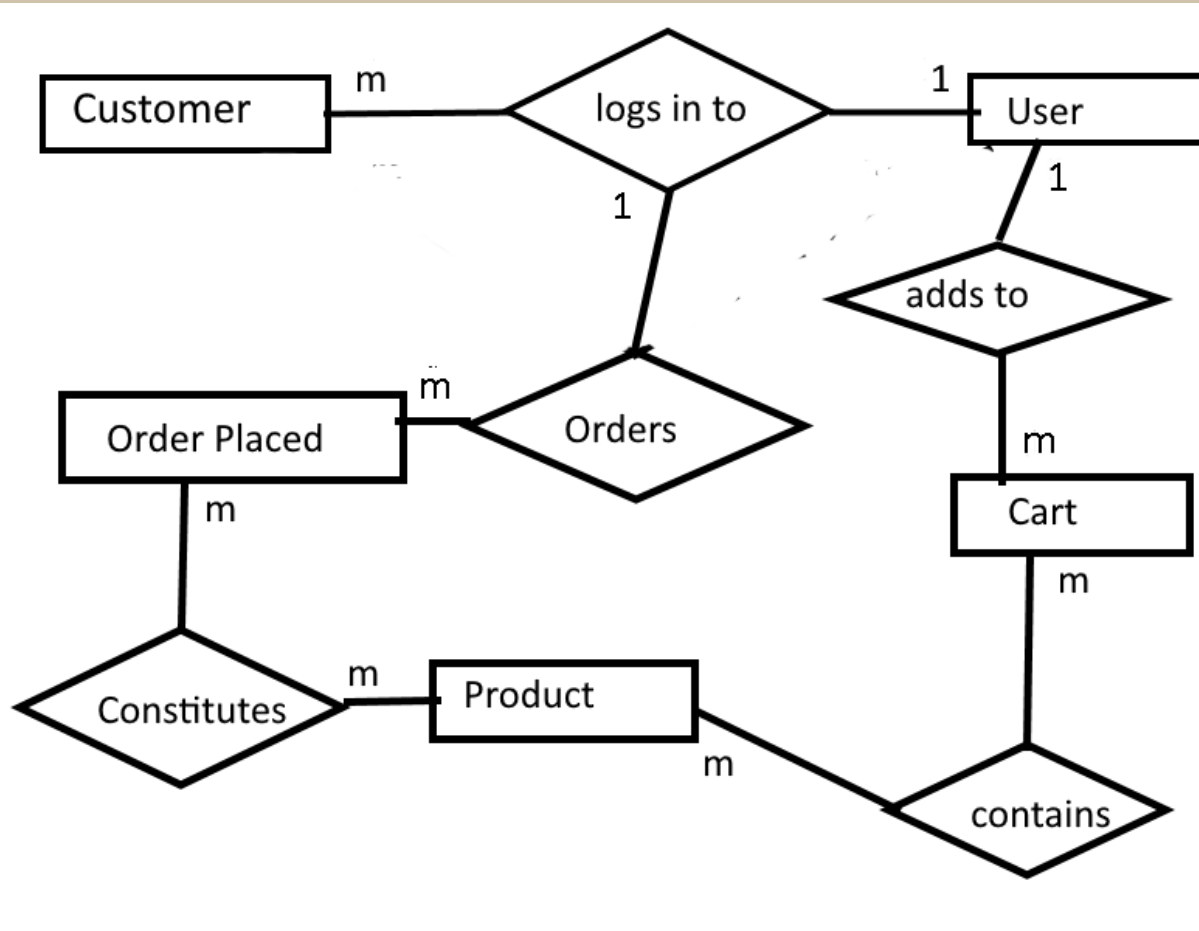 m
1
Customer
logs in to
User
1
1
adds to
m
Order Placed
Orders
m
Cart
m
m
m
Product
Constitutes
m
contains